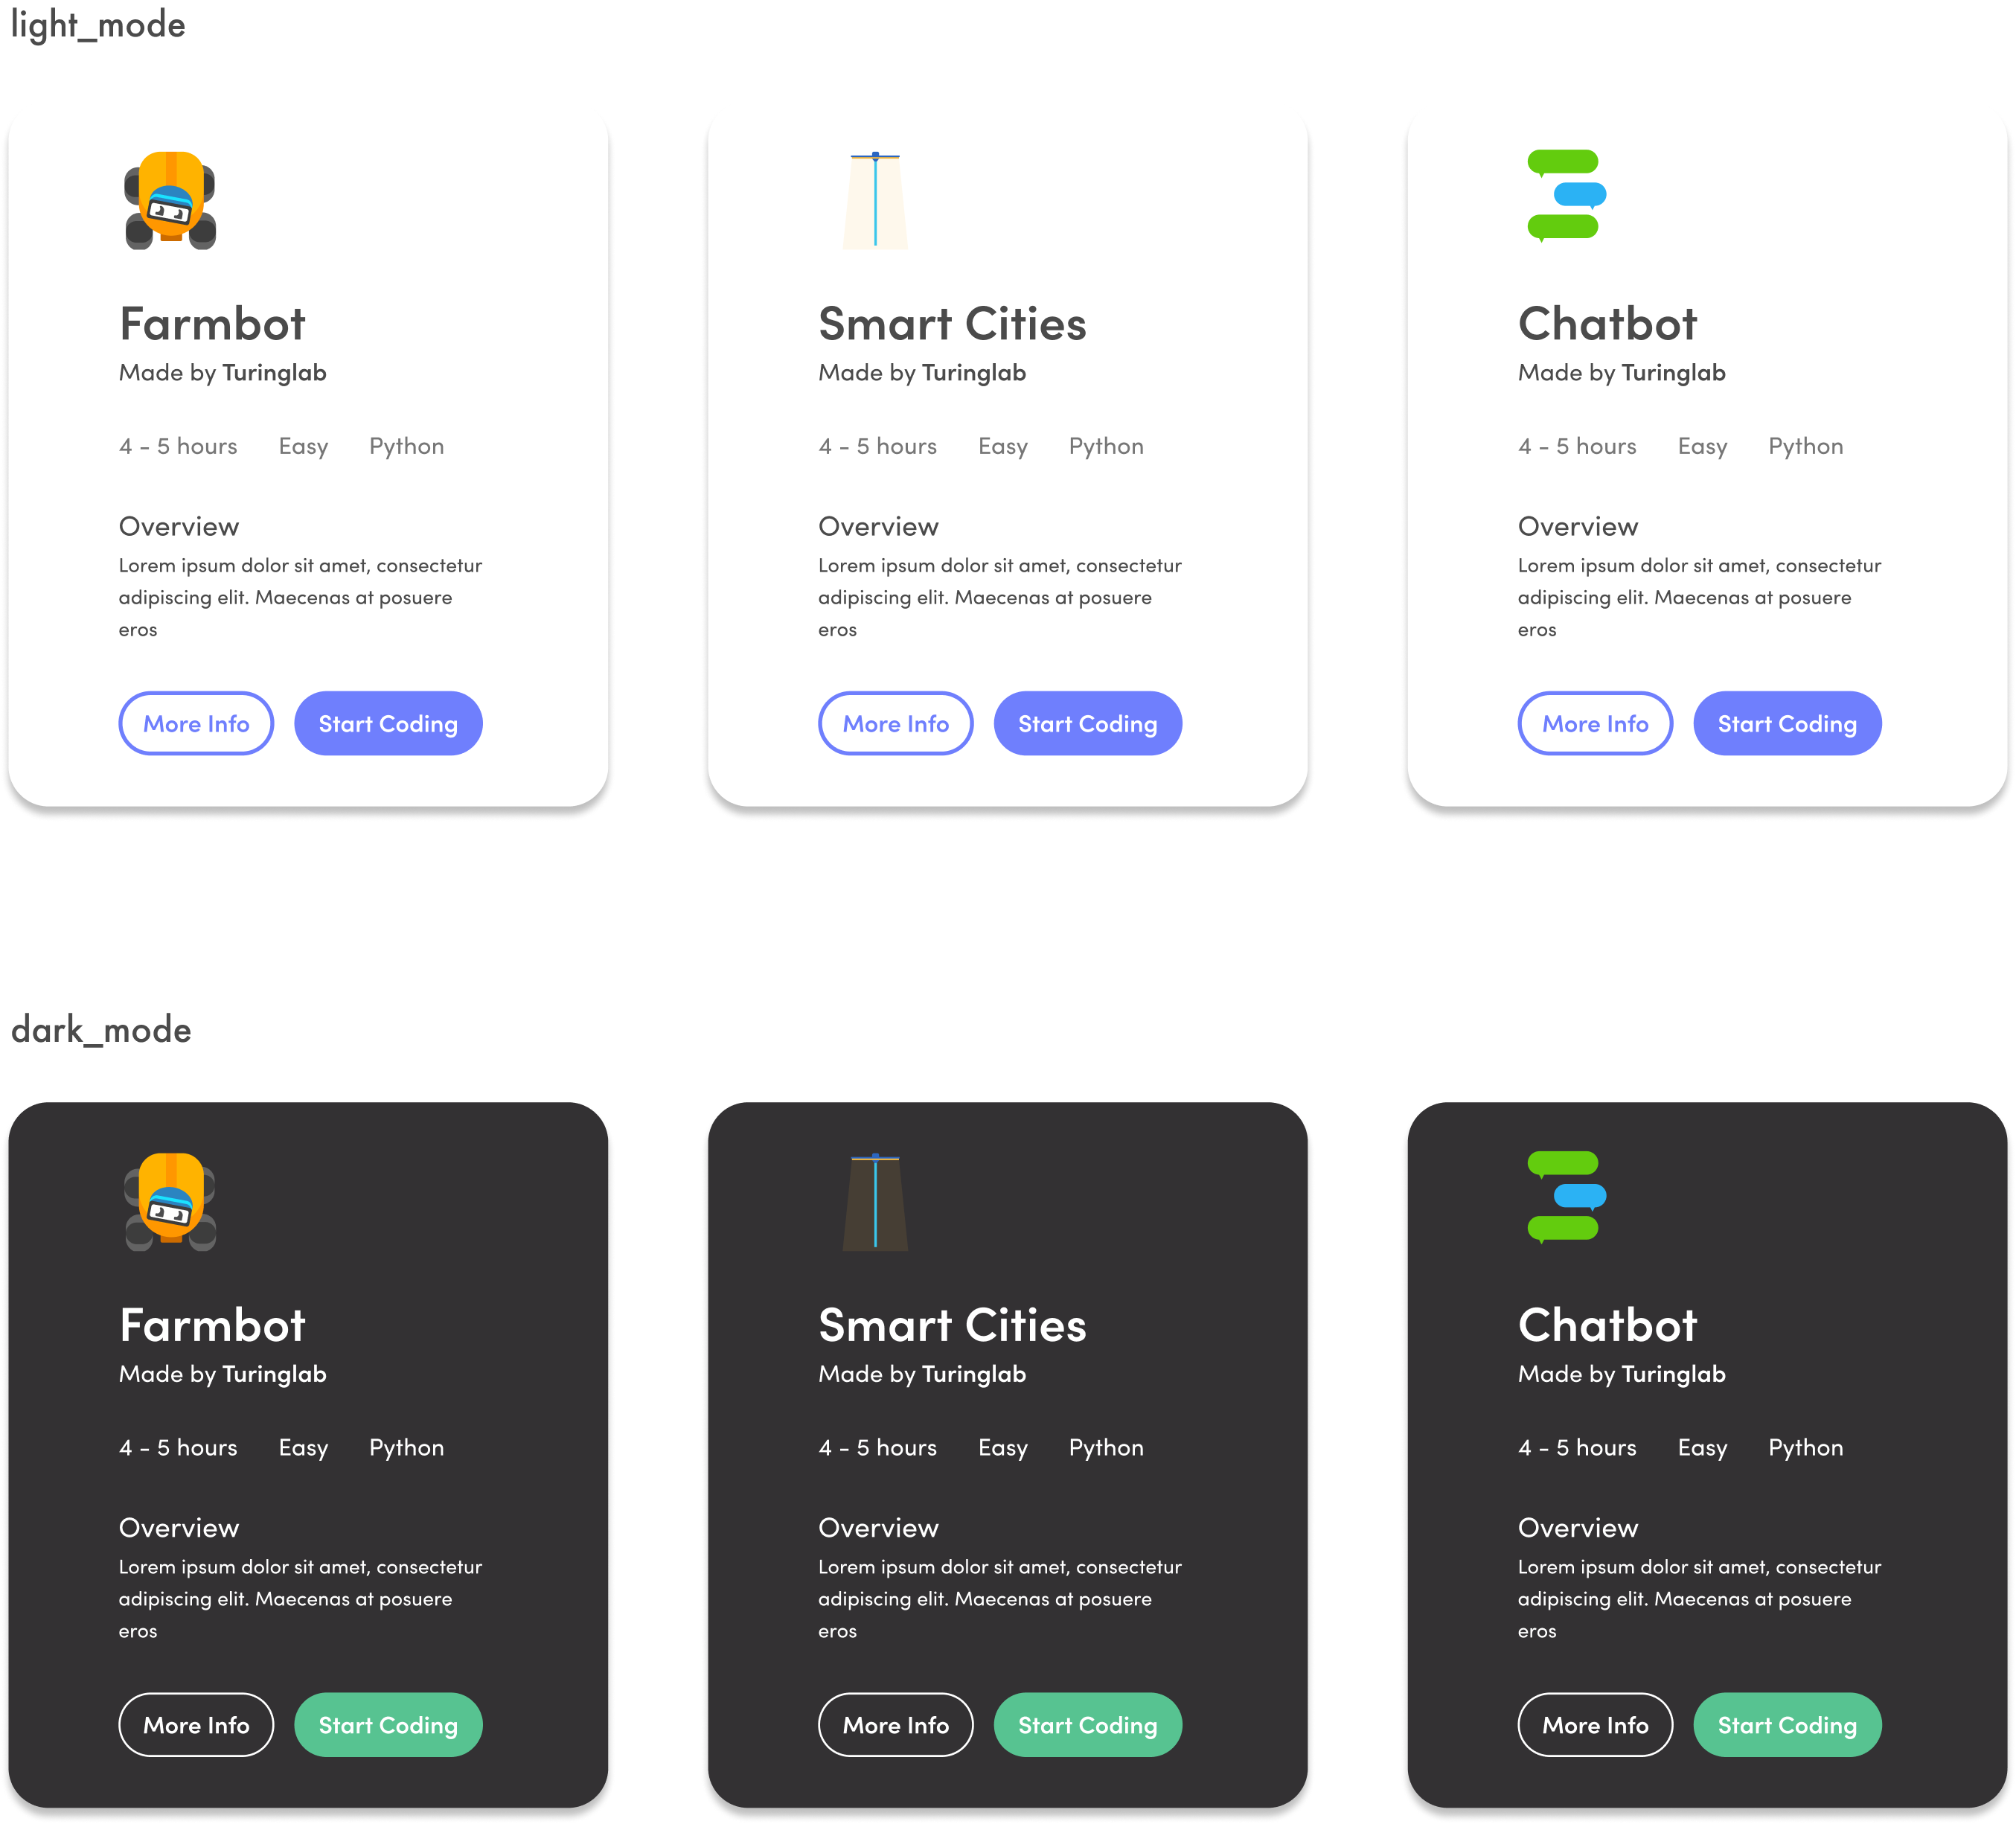 light_mode
Farmbot
Made by Turinglab
4 - 5 hours Easy Python
Overview
Lorem ipsum dolor sit amet, consectetur
adipiscing elit. Maecenas at posuere
eros
More Info Start Coding
Smart Cities
Made by Turinglab
4 - 5 hours Easy Python
Overview
Lorem ipsum dolor sit amet, consectetur
adipiscing elit. Maecenas at posuere
eros
More Info Start Coding
Chatbot
Made by Turinglab
4 - 5 hours Easy Python
Overview
Lorem ipsum dolor sit amet, consectetur
adipiscing elit. Maecenas at posuere
eros
More Info Start Coding
dark_mode
Farmbot
Made by Turinglab
4 - 5 hours Easy Python
Overview
Lorem ipsum dolor sit amet, consectetur
adipiscing elit. Maecenas at posuere
eros
More Info Start Coding
Smart Cities
Made by Turinglab
4 - 5 hours Easy Python
Overview
Lorem ipsum dolor sit amet, consectetur
adipiscing elit. Maecenas at posuere
eros
More Info Start Coding
Chatbot
Made by Turinglab
4 - 5 hours Easy Python
Overview
Lorem ipsum dolor sit amet, consectetur
adipiscing elit. Maecenas at posuere
eros
More Info Start Coding